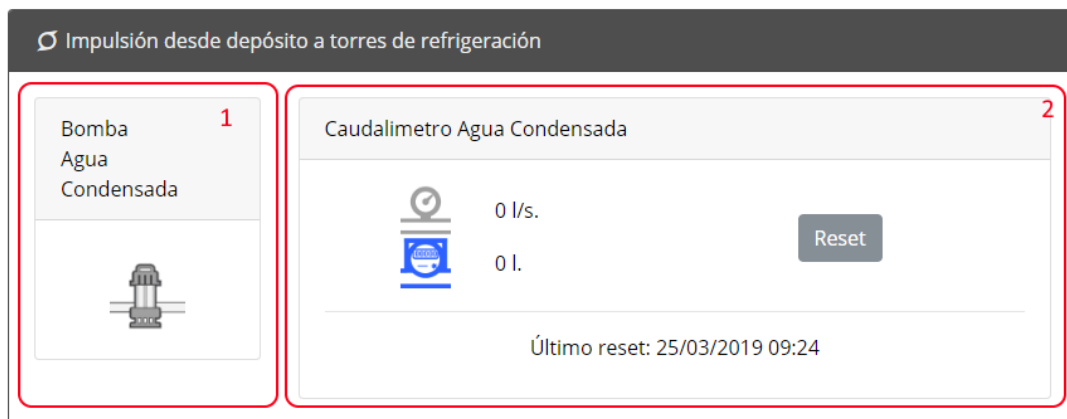 Impulsión desde depósito a torres de refrigeración
1
Bomba
Agua
Condensada
2
Caudalimetro Agua Condensada
0 l/s.
0 l.
Reset
Último reset: 25/03/2019 09:24